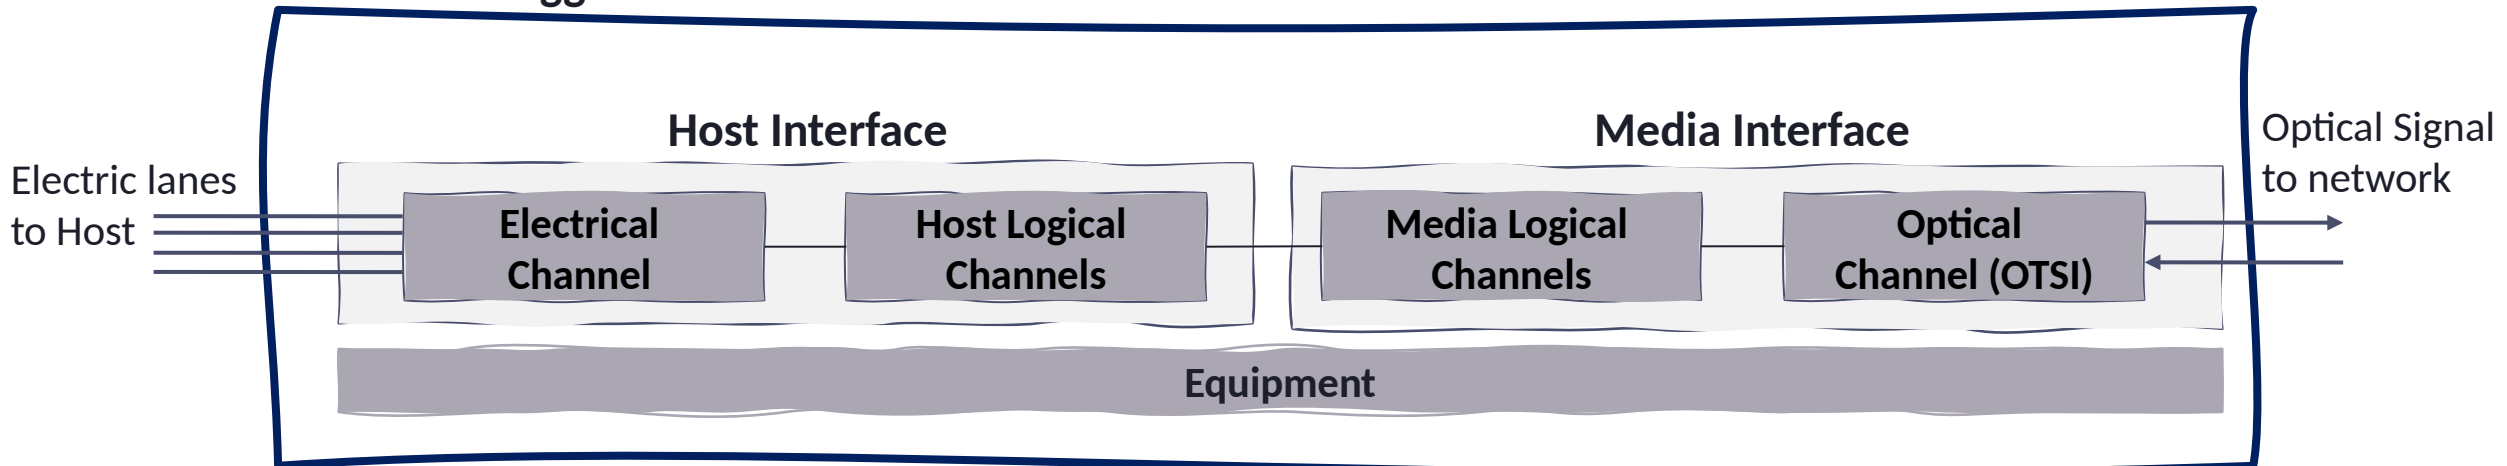 Host Interface
Media Interface
Electric lanes
to Host
Optical Signal
to network
Electrical
Channel
Host Logical
Channels
Media Logical
Channels
Optical
Channel (OTSI)
Equipment